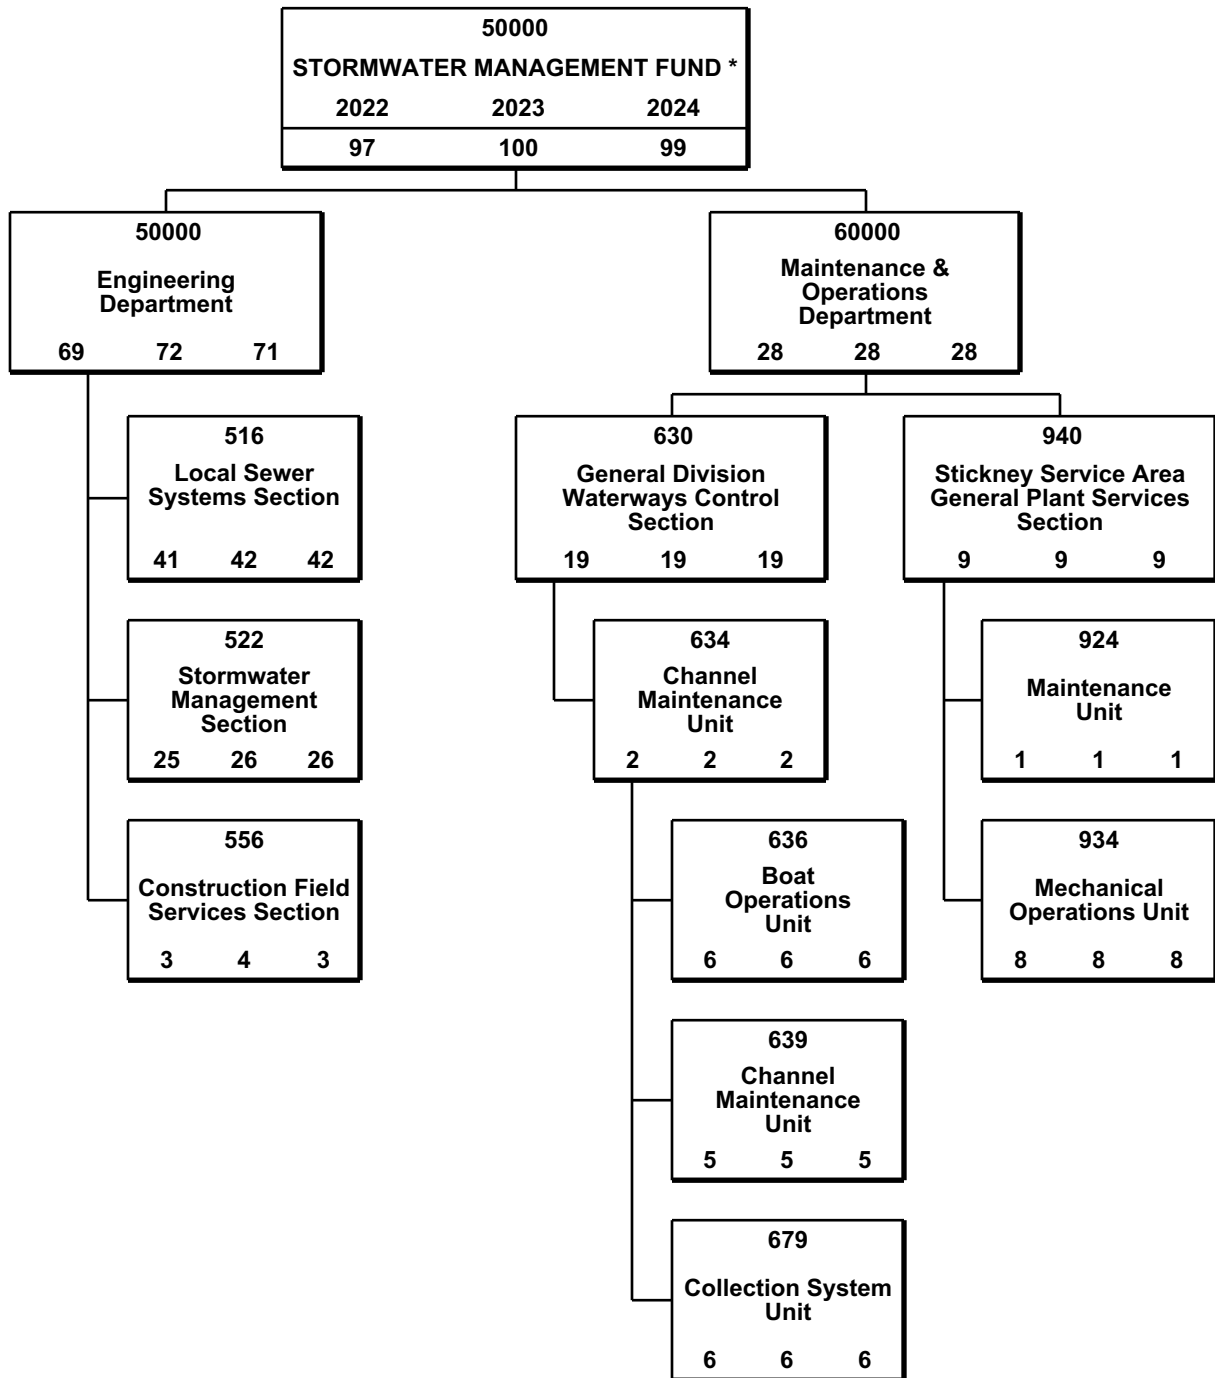 50000
STORMWATER MANAGEMENT FUND *
2022 2023 2024
97 100 99
50000
Engineering
Department
69 72 71
60000
Maintenance &
Operations
Department
28 28 28
516
Local Sewer
Systems Section
41 42 42
630
General Division
Waterways Control
Section
19 19 19
940
Stickney Service Area
General Plant Services
Section
9 9 9
522
Stormwater
Management
Section
25 26 26
634
Channel
Maintenance
Unit
2 2 2
924
Maintenance
Unit
1 1 1
556
Construction Field
Services Section
3 4 3
636
Boat
Operations
Unit
6 6 6
934
Mechanical
Operations Unit
8 8 8
639
Channel
Maintenance
Unit
5 5 5
679
Collection System
Unit
6 6 6